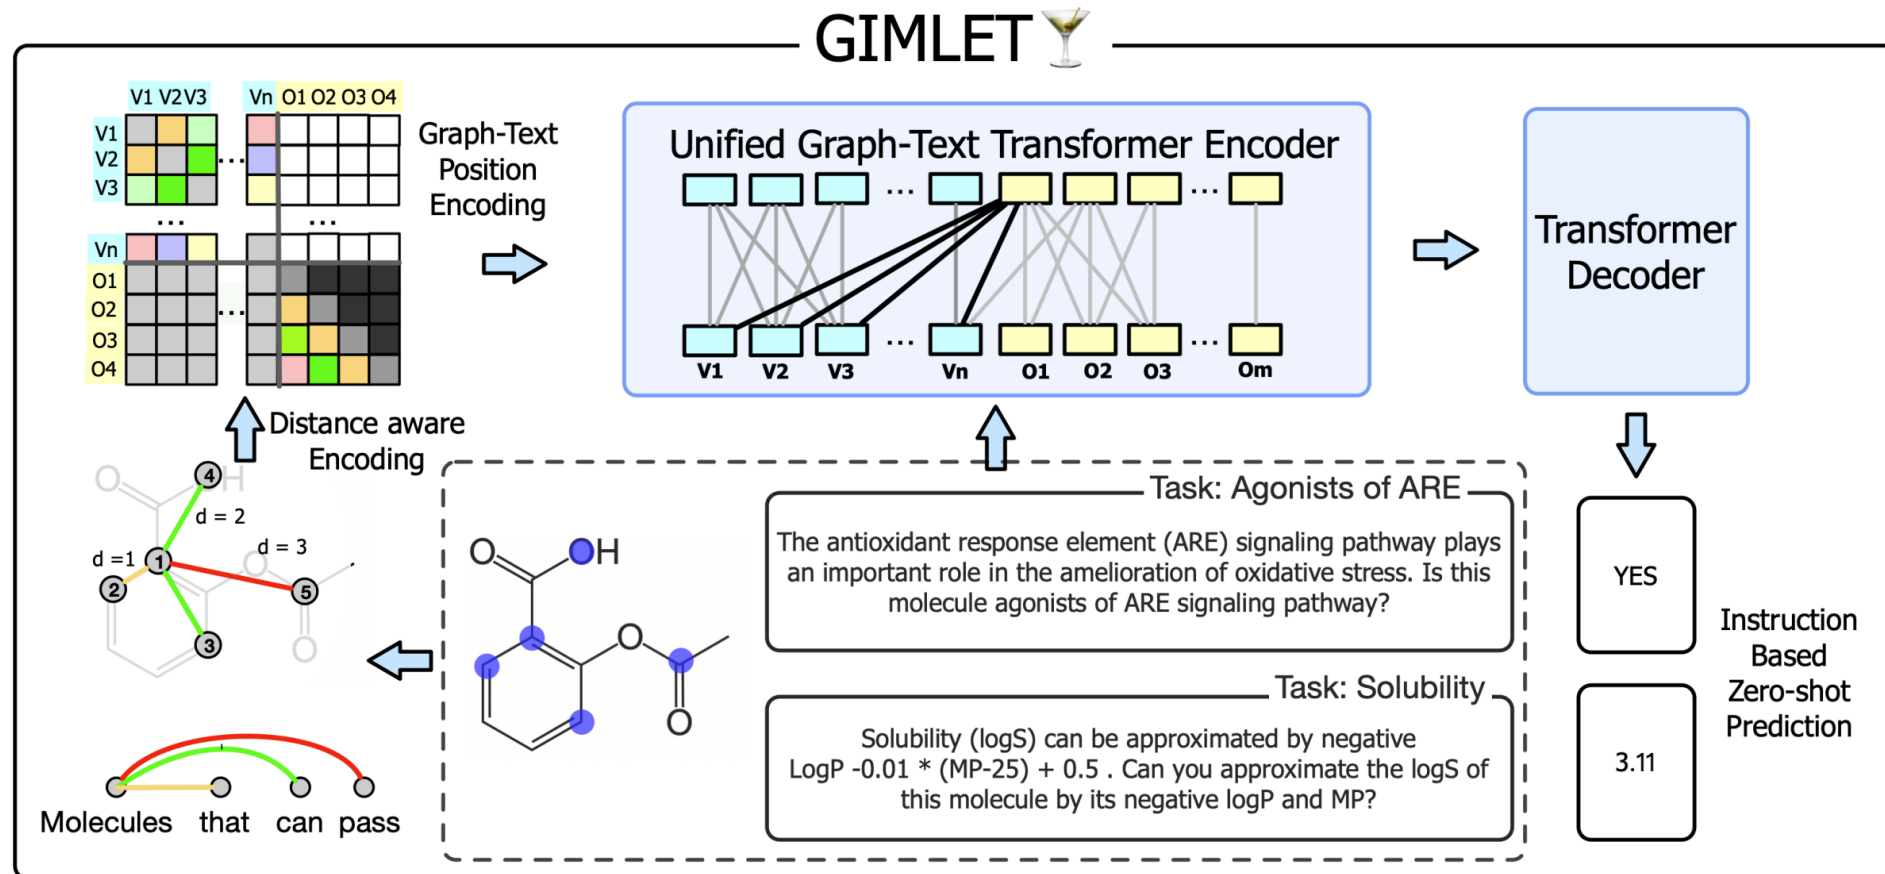 GIMLET
V1 V2 V3 Vn O1 O2 O3 O4
V1
V2
...
V3
... ...
Vn
O1
O2
...
O3
O4
Graph-Text
Position
Encoding
Unified Graph-Text Transformer Encoder
... ...
... ...
V1 V2 V3 Vn O1 O2 O3 Om
Transformer
Decoder
Distance aware
Encoding
O 4 H
d = 2
d =1 1 d = 3
O
2 5
3
O
Molecules that can pass
O OH
O
O
Task: Agonists of ARE
The antioxidant response element (ARE) signaling pathway plays
an important role in the amelioration of oxidative stress. Is this
molecule agonists of ARE signaling pathway?
Task: Solubility
Solubility (logS) can be approximated by negative
LogP -0.01 * (MP-25) + 0.5 . Can you approximate the logS of
this molecule by its negative logP and MP?
YES
3.11
Instruction
Based
Zero-shot
Prediction